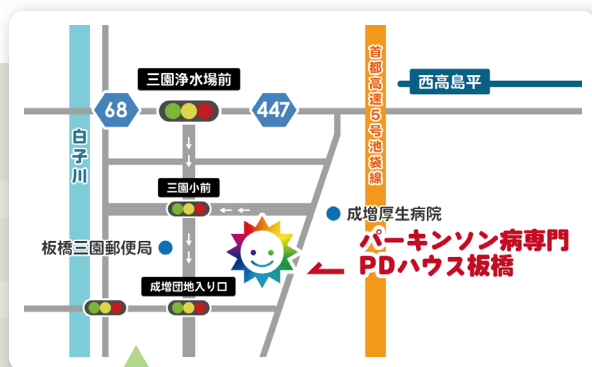 三園浄水場前
68
447
首都高速5号池袋線
西高島平
白子川
三園小前
成増厚生病院
板橋三園郵便局
パーキンソン病専門
PDハウス板橋
成増団地入り口